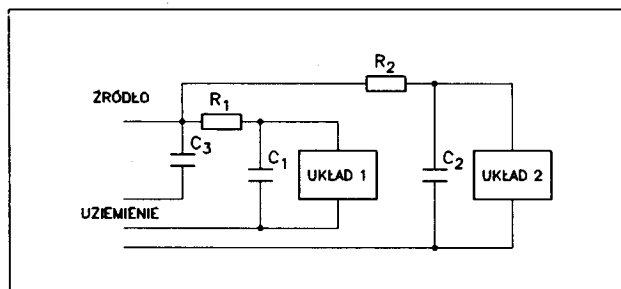 R2
ŹRÓDŁO
R1
C3
C1
UKŁAD 1
C2
UKŁAD 2
UZIEMIENIE